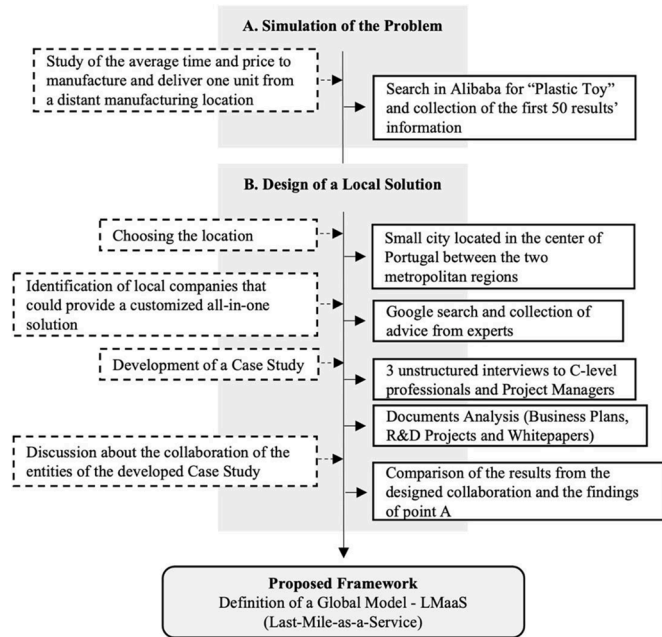 A. Simulation of the Problem
Study of the average time and price to
manufacture and deliver one unit from
a distant manufacturing location
Search in Alibaba for “Plastic Toy”
and collection of the first 50 results’
information
B. Design of a Local Solution
Choosing the location
Small city located in the center of
Portugal between the two
metropolitan regions
Identification of local companies that
could provide a customized all-in-one
solution
Google search and collection of
advice from experts
Development of a Case Study
3 unstructured interviews to C-level
professionals and Project Managers
Documents Analysis (Business Plans,
R&D Projects and Whitepapers)
Discussion about the collaboration of the
entities of the developed Case Study
Comparison of the results from the
designed collaboration and the findings
of point A
Proposed Framework
Definition of a Global Model - LMaaS
(Last-Mile-as-a-Service)